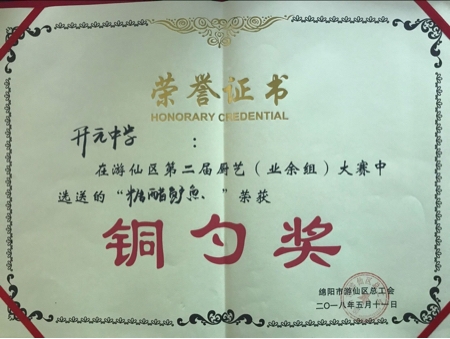 荣誉证书
HONORARY CREDENTIAL
开元中学：
在游仙区第二届厨艺（业余组）大赛中
选送的“糖醋鲈鱼”荣获
铜勺奖
绵阳市游仙区总工会
二〇一八年五月十一日